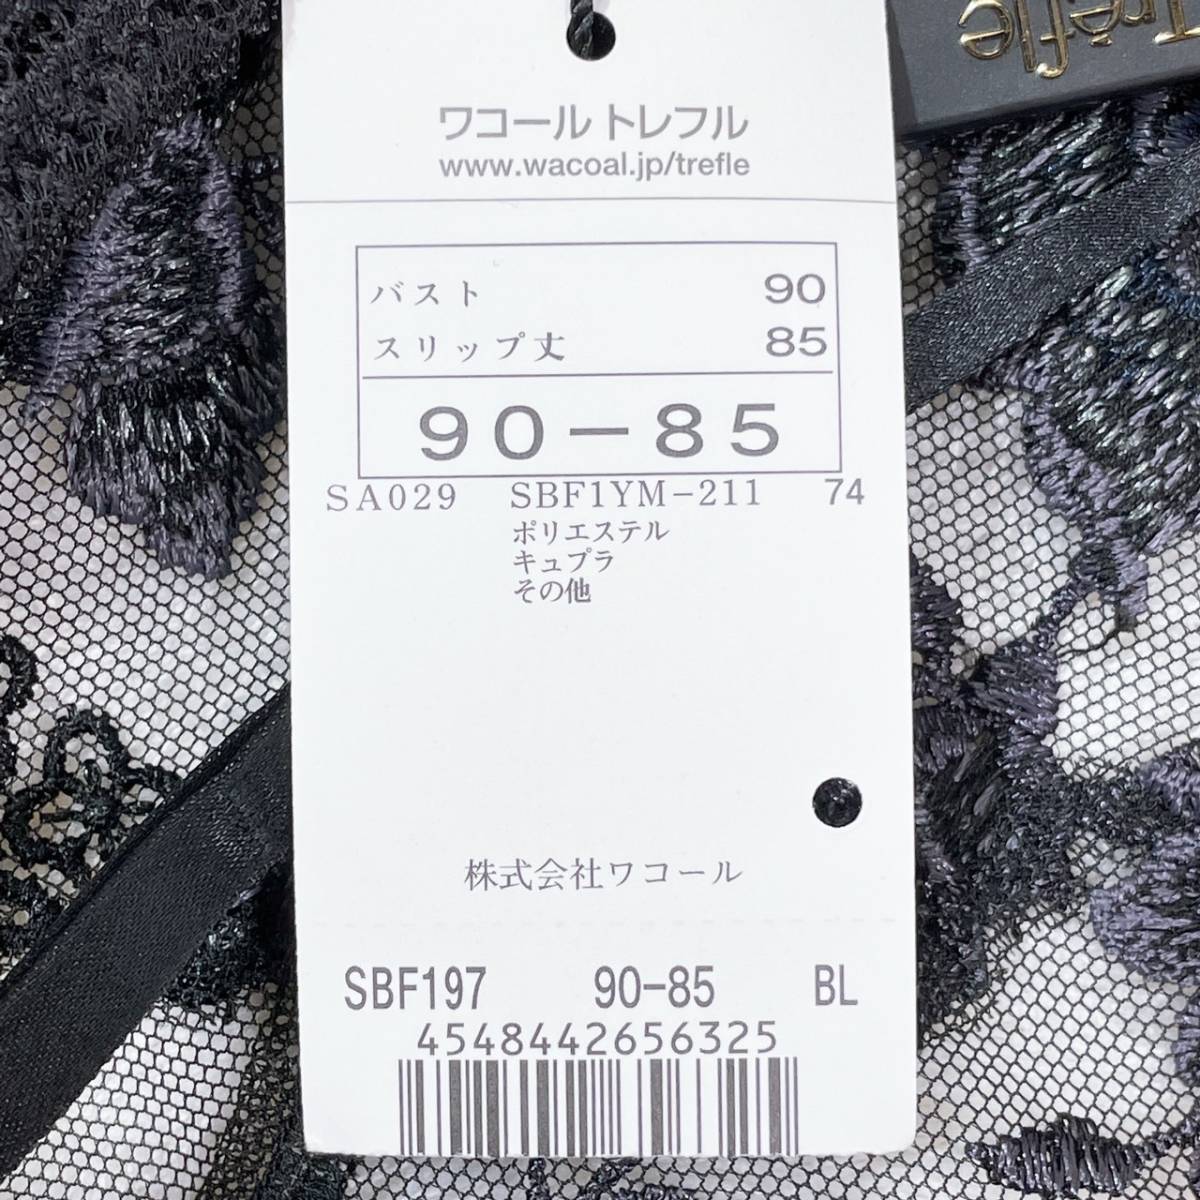 Trēfle
ワコール トレフル
www.wacoal.jp/trefle
バスト 90
スリップ丈 85
90-85
SA029 SBF1YM-211 74
ポリエステル
キュプラ
その他
株式会社ワコール
SBF197 90-85 BL
4548442656325